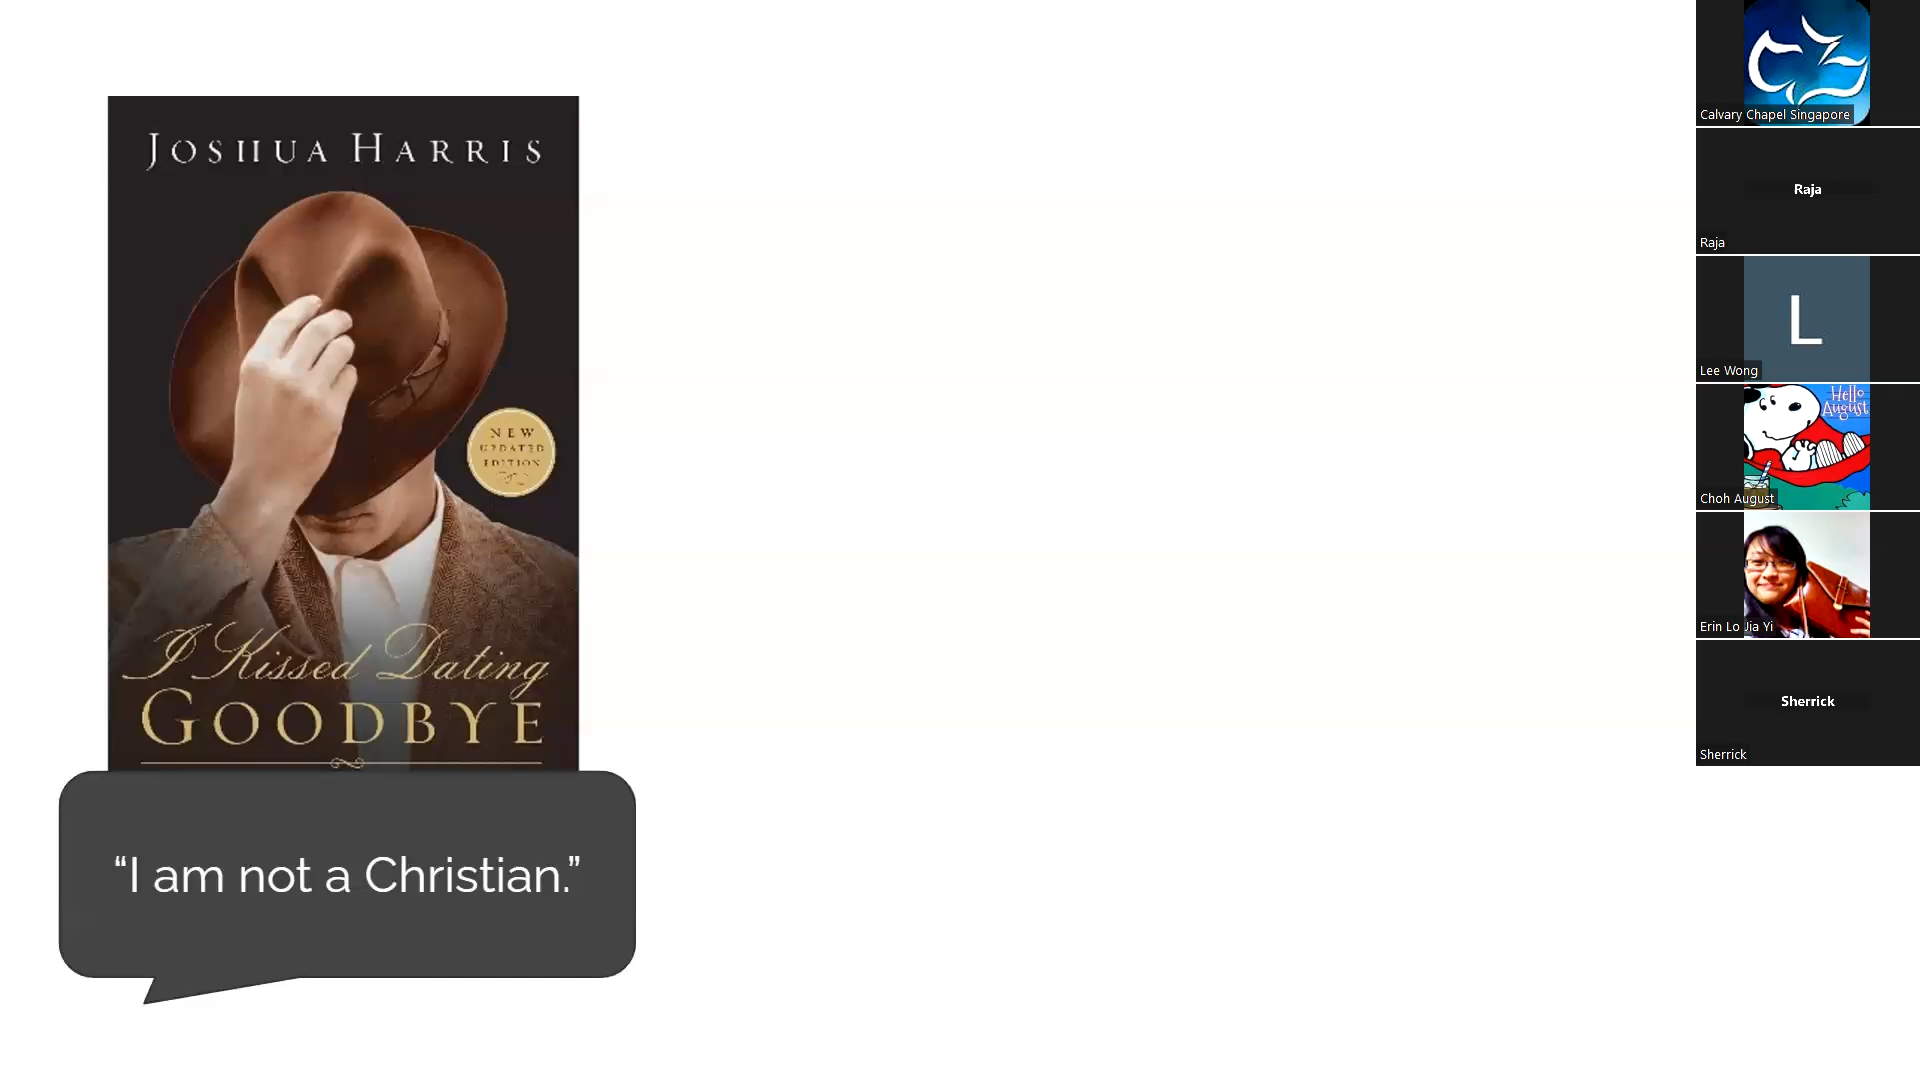 JOSHUA HARRIS
NEW
UPDATED
EDITION
I Kissed Dating
GOODBYE
“I am not a Christian.”
Calvary Chapel Singapore
Raja
Raja
L
Lee Wong
Hello
August
Choh August
Erin Lo Jia Yi
Sherrick
Sherrick